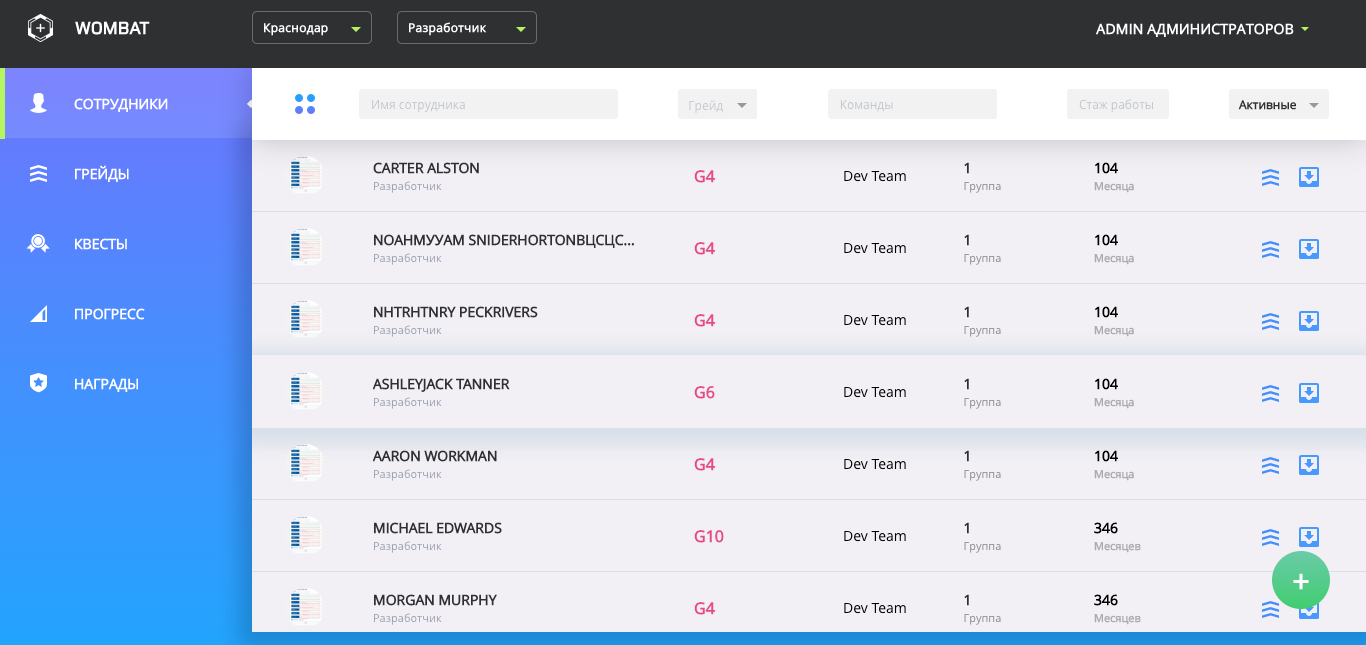 WOMBAT
Краснодар
Разработчик
ADMIN АДМИНИСТРАТОРОВ
СОТРУДНИКИ
ГРЕЙДЫ
КВЕСТЫ
ПРОГРЕСС
НАГРАДЫ
Имя сотрудника
Грейд
Команды
Стаж работы
Активные
CARTER ALSTON
Разработчик
G4
Dev Team
1
Группа
104
Месяца
NOAHМУУАМ SNIDERHORTONВЦСЦС...
Разработчик
G4
Dev Team
1
Группа
104
Месяца
NHTRHTNRY PECKRIVERS
Разработчик
G4
Dev Team
1
Группа
104
Месяца
ASHLEYJACK TANNER
Разработчик
G6
Dev Team
1
Группа
104
Месяца
AARON WORKMAN
Разработчик
G4
Dev Team
1
Группа
104
Месяца
MICHAEL EDWARDS
Разработчик
G10
Dev Team
1
Группа
346
Месяцев
MORGAN MURPHY
Разработчик
G4
Dev Team
1
Группа
346
Месяцев